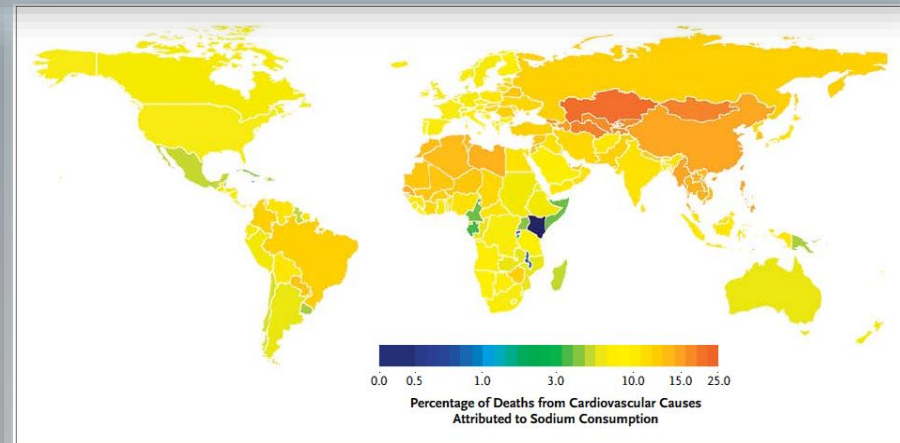 0.0 0.5 1.0 3.0 10.0 15.0 25.0
Percentage of Deaths from Cardiovascular Causes
Attributed to Sodium Consumption